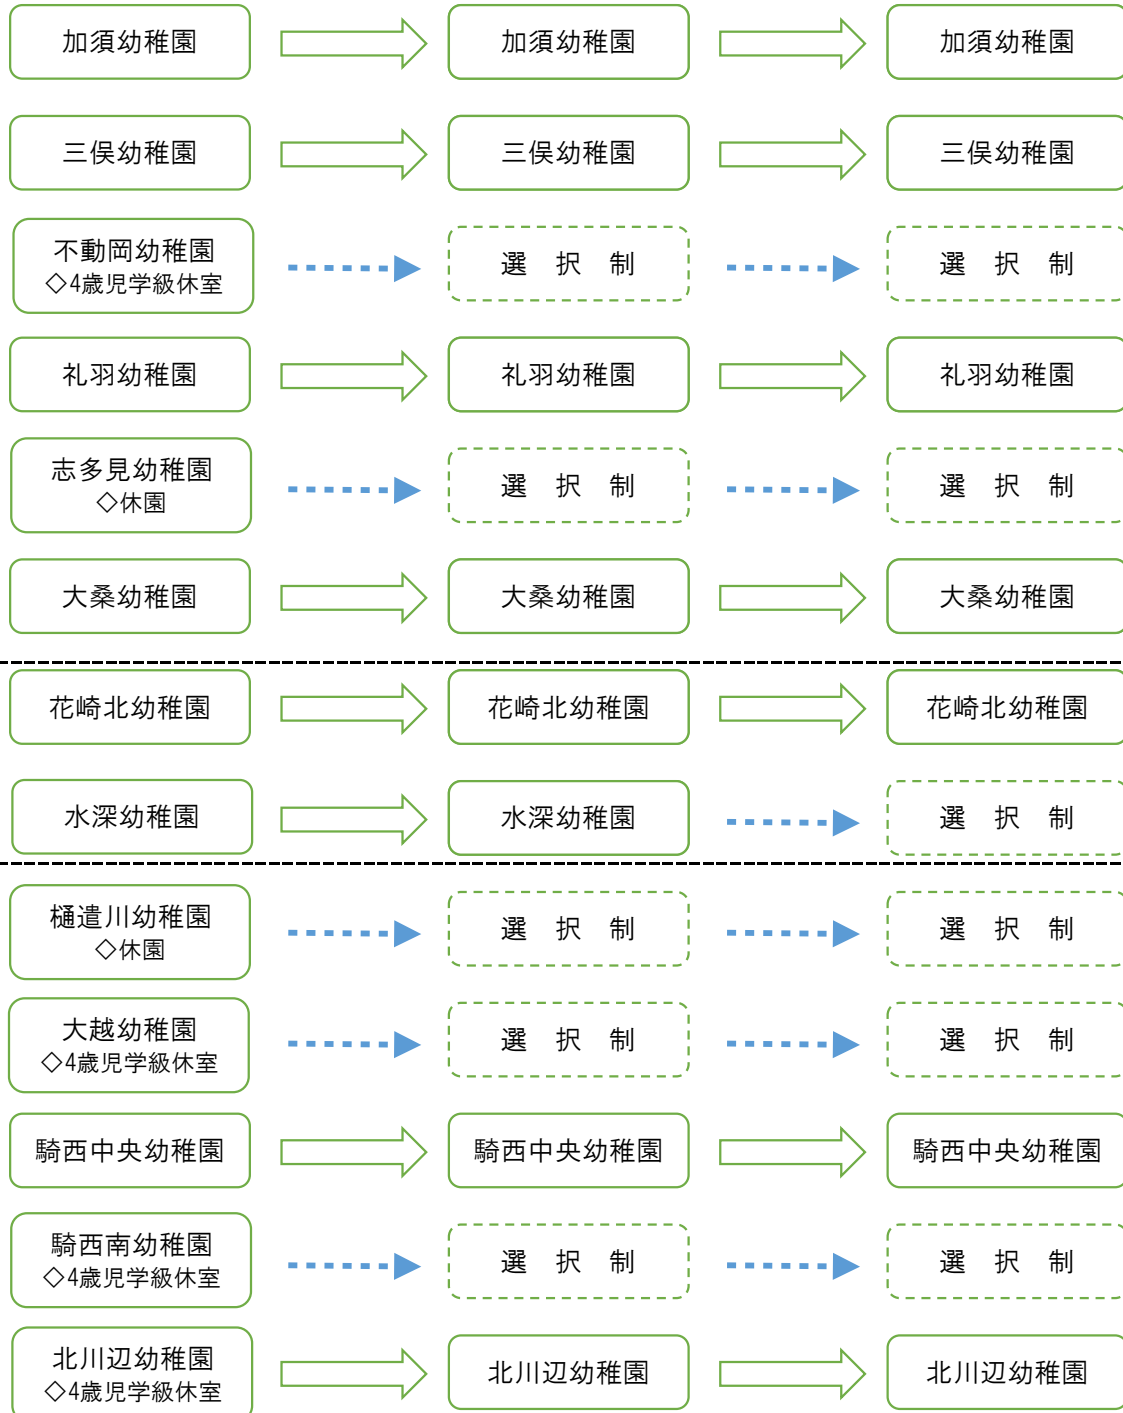 加須幼稚園
加須幼稚園
加須幼稚園
三俣幼稚園
三俣幼稚園
三俣幼稚園
不動岡幼稚園
◇4歳児学級休室
選 択 制
選 択 制
礼羽幼稚園
礼羽幼稚園
礼羽幼稚園
志多見幼稚園
◇休園
選 択 制
選 択 制
大桑幼稚園
大桑幼稚園
大桑幼稚園
花崎北幼稚園
花崎北幼稚園
花崎北幼稚園
水深幼稚園
水深幼稚園
選 択 制
樋遣川幼稚園
◇休園
選 択 制
選 択 制
大越幼稚園
◇4歳児学級休室
選 択 制
選 択 制
騎西中央幼稚園
騎西中央幼稚園
騎西中央幼稚園
騎西南幼稚園
◇4歳児学級休室
選 択 制
選 択 制
北川辺幼稚園
◇4歳児学級休室
北川辺幼稚園
北川辺幼稚園